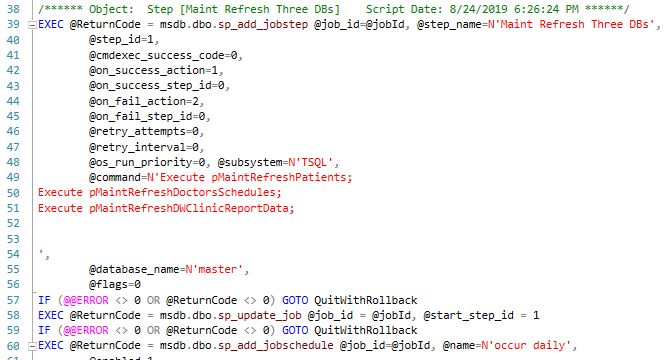 38 /****** Object:  Step [Maint Refresh Three DBs]    Script Date: 8/24/2019 6:26:24 PM ******/
39 EXEC @ReturnCode = msdb.dbo.sp_add_jobstep @job_id=@jobId, @step_name=N'Maint Refresh Three DBs',
40 @step_id=1,
41 @cmdexec_success_code=0,
42 @on_success_action=1,
43 @on_success_step_id=0,
44 @on_fail_action=2,
45 @on_fail_step_id=0,
46 @retry_attempts=0,
47 @retry_interval=0,
48 @os_run_priority=0, @subsystem=N'TSQL',
49 @command=N'Execute pMaintRefreshPatients;
50 Execute pMaintRefreshDoctorsSchedules;
51 Execute pMaintRefreshDWClinicReportData;
52
53
54 ',
55 @database_name=N'master',
56 @flags=0
57 IF (@@ERROR <> 0 OR @ReturnCode <> 0) GOTO QuitWithRollback
58 EXEC @ReturnCode = msdb.dbo.sp_update_job @job_id = @jobId, @start_step_id = 1
59 IF (@@ERROR <> 0 OR @ReturnCode <> 0) GOTO QuitWithRollback
60 EXEC @ReturnCode = msdb.dbo.sp_add_jobschedule @job_id=@jobId, @name=N'occur daily',